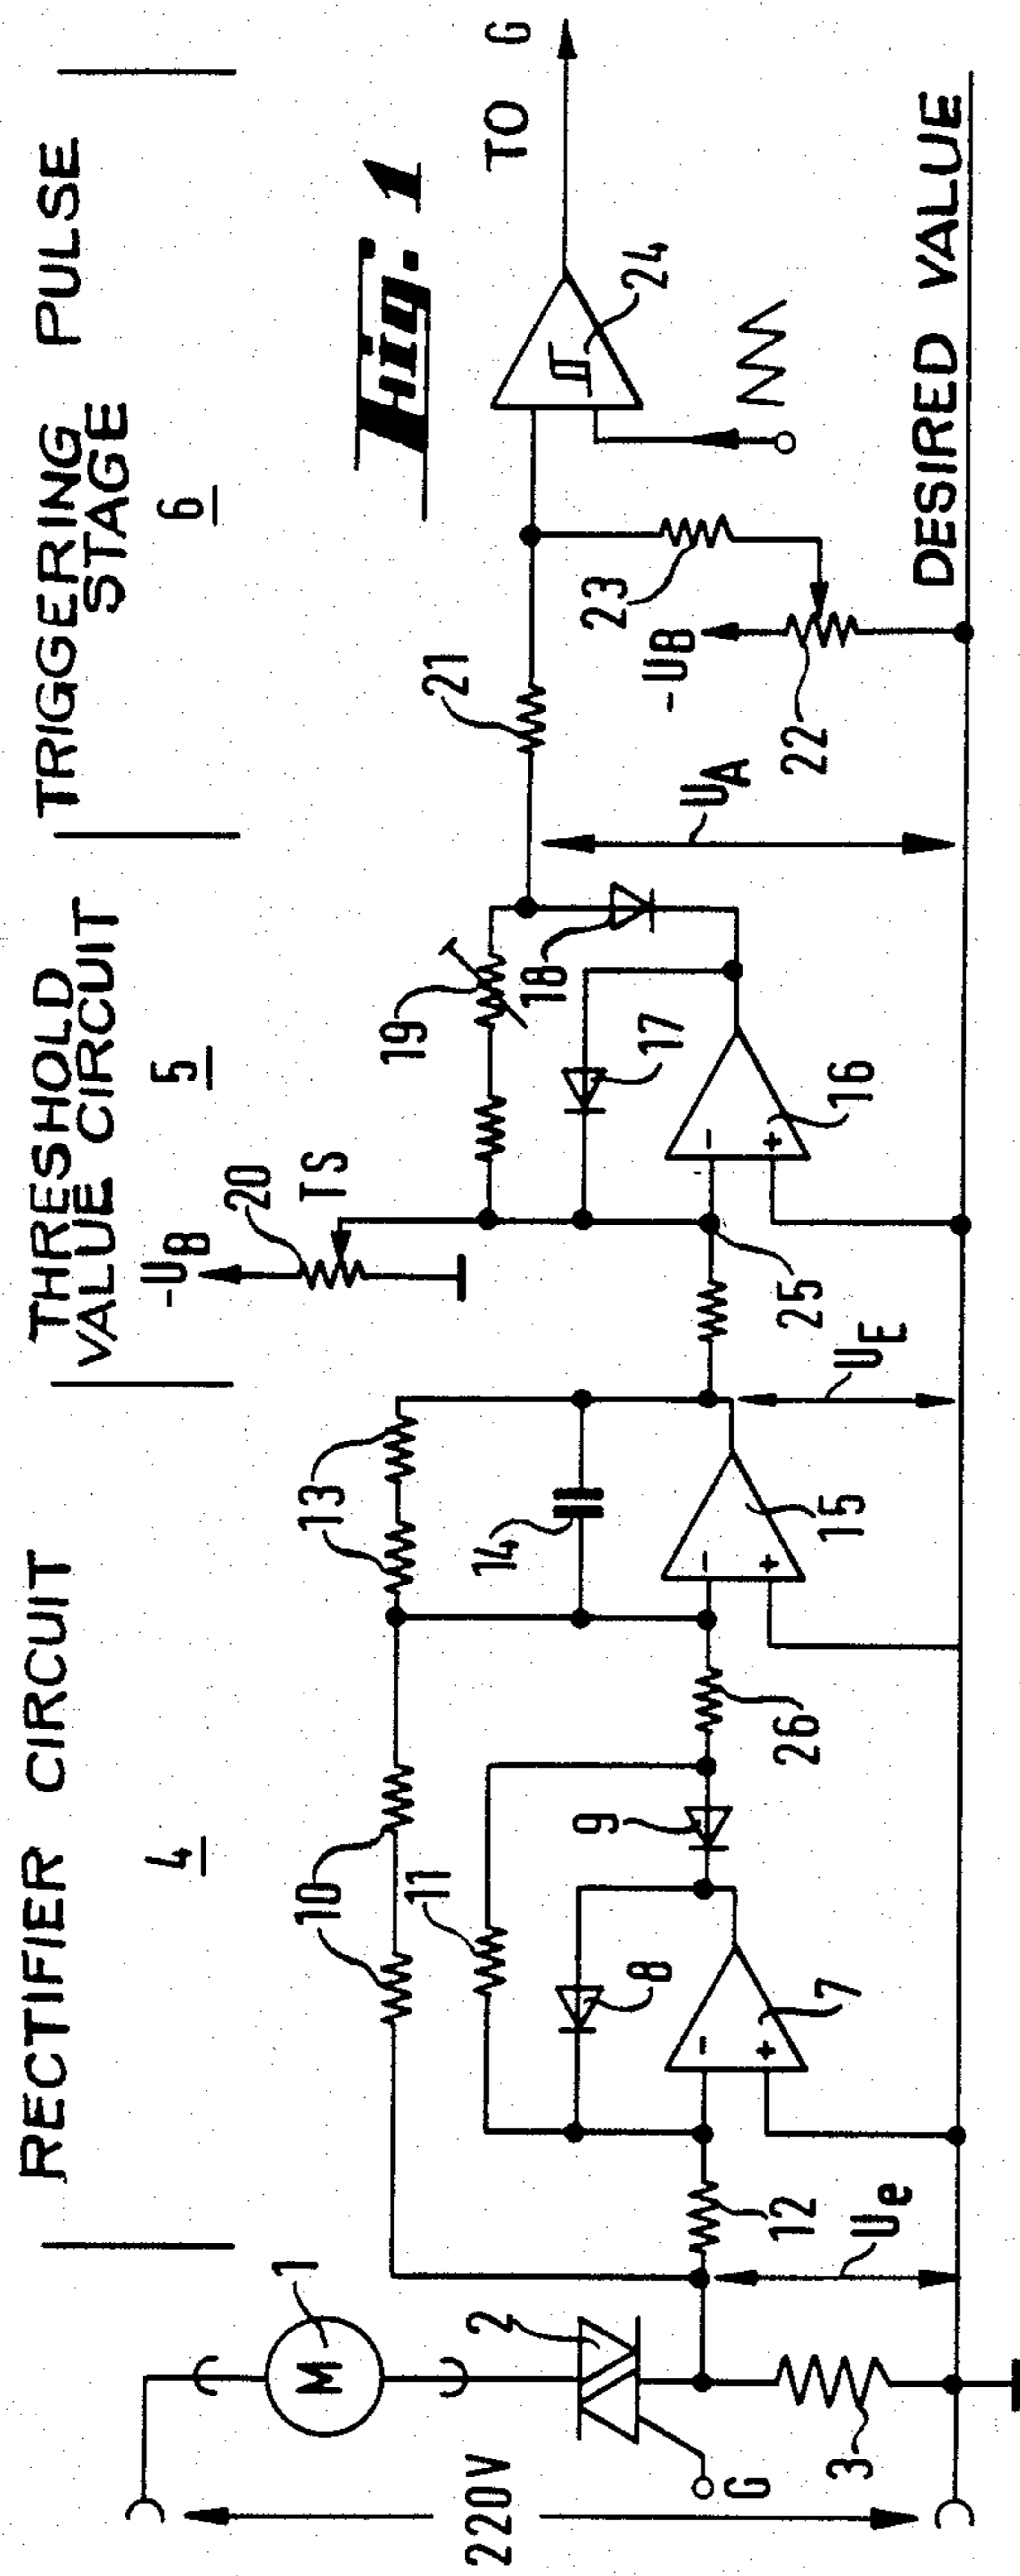 RECTIFIER CIRCUIT
4
THRESHOLD
VALUE CIRCUIT
5
TRIGGERING PULSE
STAGE
6
Fig. 1
220V
1
M
2
G
3
Ue
12
10
11
8
7
9
26
13
14
15
UE
-UB
20
TS
25
19
17
18
16
UA
21
-UB
22
23
24
TO G
DESIRED VALUE
-
+
-
+
-
+